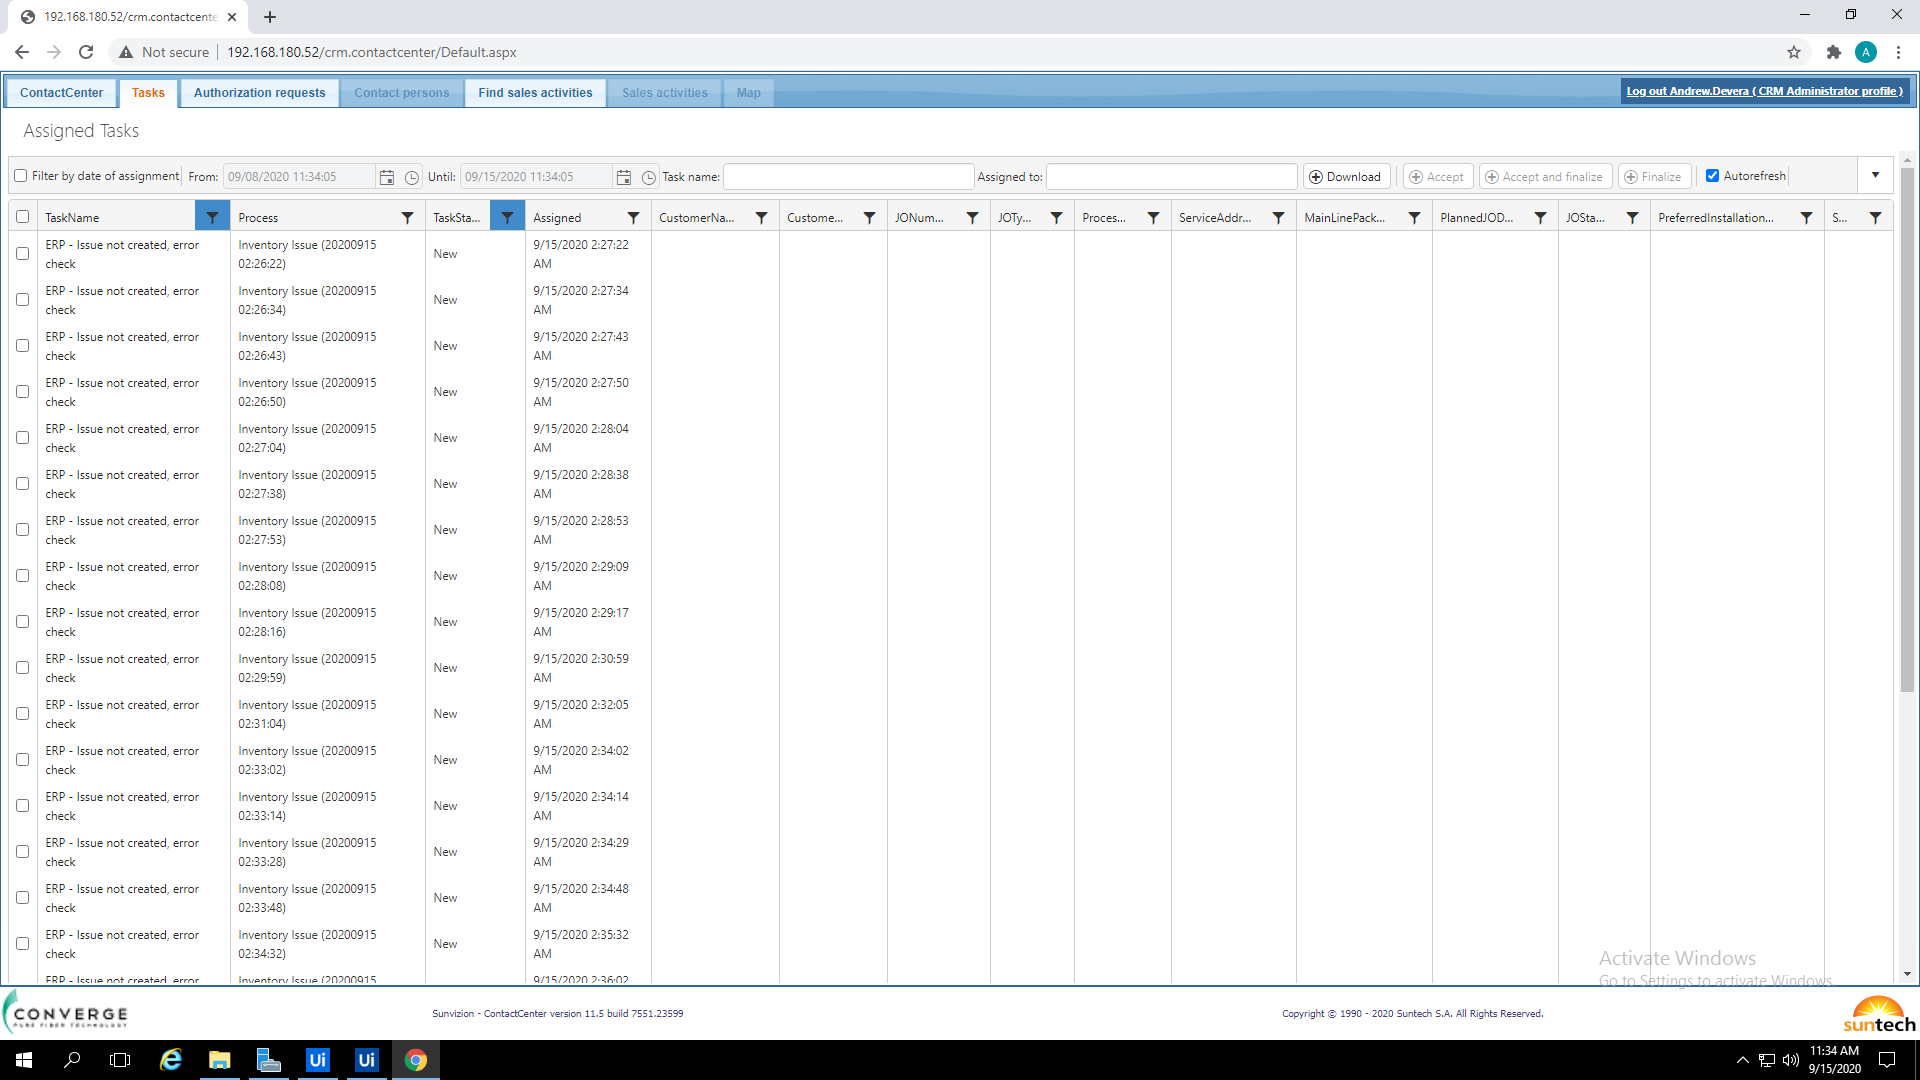 192.168.180.52/crm.contactcente
Not secure
192.168.180.52/crm.contactcenter/Default.aspx
A
ContactCenter
Tasks
Authorization requests
Contact persons
Find sales activities
Sales activities
Map
Log out Andrew.Devera ( CRM Administrator profile )
Assigned Tasks
Filter by date of assignment From: 09/08/2020 11:34:05 Until: 09/15/2020 11:34:05 Task name: Assigned to: Download Accept Accept and finalize Finalize Autorefresh
TaskName Process TaskSta... Assigned CustomerNa... Custome... JONum... JOTy... Proces... ServiceAddr... MainLinePack... PlannedJOD... JOSta... PreferredInstallation... S...
ERP - Issue not created, error check Inventory Issue (20200915 02:26:22) New 9/15/2020 2:27:22 AM
ERP - Issue not created, error check Inventory Issue (20200915 02:26:34) New 9/15/2020 2:27:34 AM
ERP - Issue not created, error check Inventory Issue (20200915 02:26:43) New 9/15/2020 2:27:43 AM
ERP - Issue not created, error check Inventory Issue (20200915 02:26:50) New 9/15/2020 2:27:50 AM
ERP - Issue not created, error check Inventory Issue (20200915 02:27:04) New 9/15/2020 2:28:04 AM
ERP - Issue not created, error check Inventory Issue (20200915 02:27:38) New 9/15/2020 2:28:38 AM
ERP - Issue not created, error check Inventory Issue (20200915 02:27:53) New 9/15/2020 2:28:53 AM
ERP - Issue not created, error check Inventory Issue (20200915 02:28:08) New 9/15/2020 2:29:09 AM
ERP - Issue not created, error check Inventory Issue (20200915 02:28:16) New 9/15/2020 2:29:17 AM
ERP - Issue not created, error check Inventory Issue (20200915 02:29:59) New 9/15/2020 2:30:59 AM
ERP - Issue not created, error check Inventory Issue (20200915 02:31:04) New 9/15/2020 2:32:05 AM
ERP - Issue not created, error check Inventory Issue (20200915 02:33:02) New 9/15/2020 2:34:02 AM
ERP - Issue not created, error check Inventory Issue (20200915 02:33:14) New 9/15/2020 2:34:14 AM
ERP - Issue not created, error check Inventory Issue (20200915 02:33:28) New 9/15/2020 2:34:29 AM
ERP - Issue not created, error check Inventory Issue (20200915 02:33:48) New 9/15/2020 2:34:48 AM
ERP - Issue not created, error check Inventory Issue (20200915 02:34:32) New 9/15/2020 2:35:32 AM
ERP - Issue not created, error Inventory Issue (20200915 9/15/2020 2:36:02
Activate Windows
Go to Settings to activate Windows.
CONVERGE
PURE FIBER TECHNOLOGY
Sunvizion - ContactCenter version 11.5 build 7551.23599
Copyright © 1990 - 2020 Suntech S.A. All Rights Reserved.
suntech
Ui
Ui
11:34 AM
9/15/2020